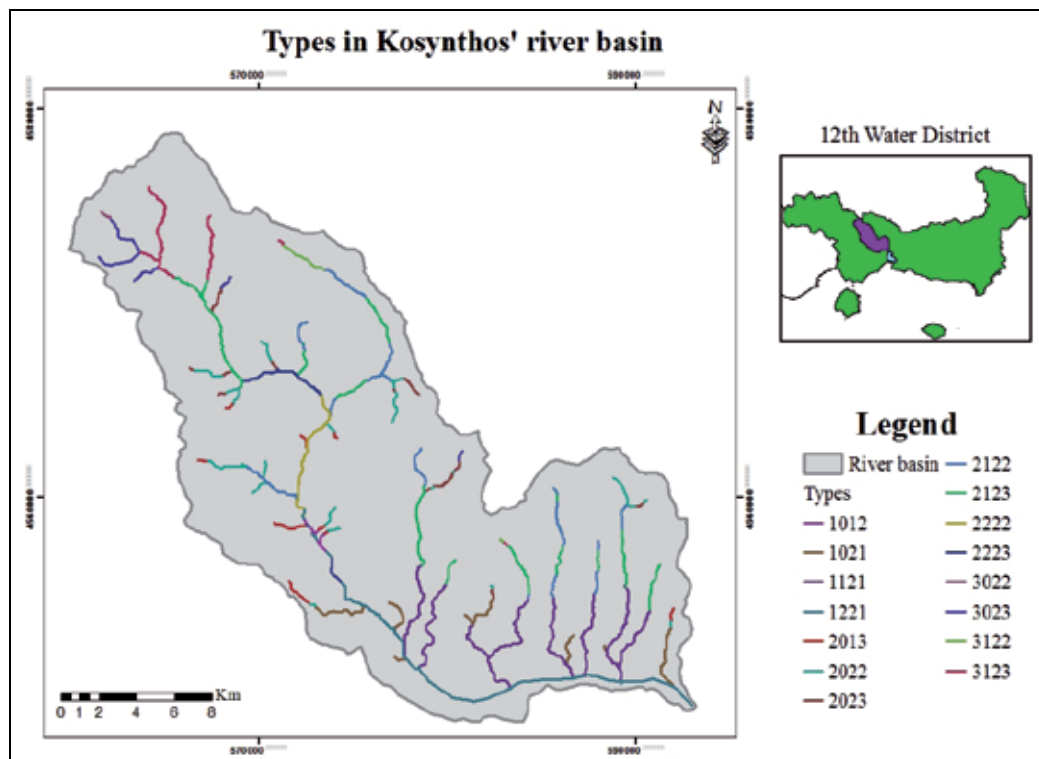 Types in Kosynthos' river basin
570000
590000
N
12th Water District
Legend
River basin
Types
1012
1021
1121
1221
2013
2022
2023
2122
2123
2222
2223
3022
3023
3122
3123
0 1 2 4 6 8 Km
570000
590000